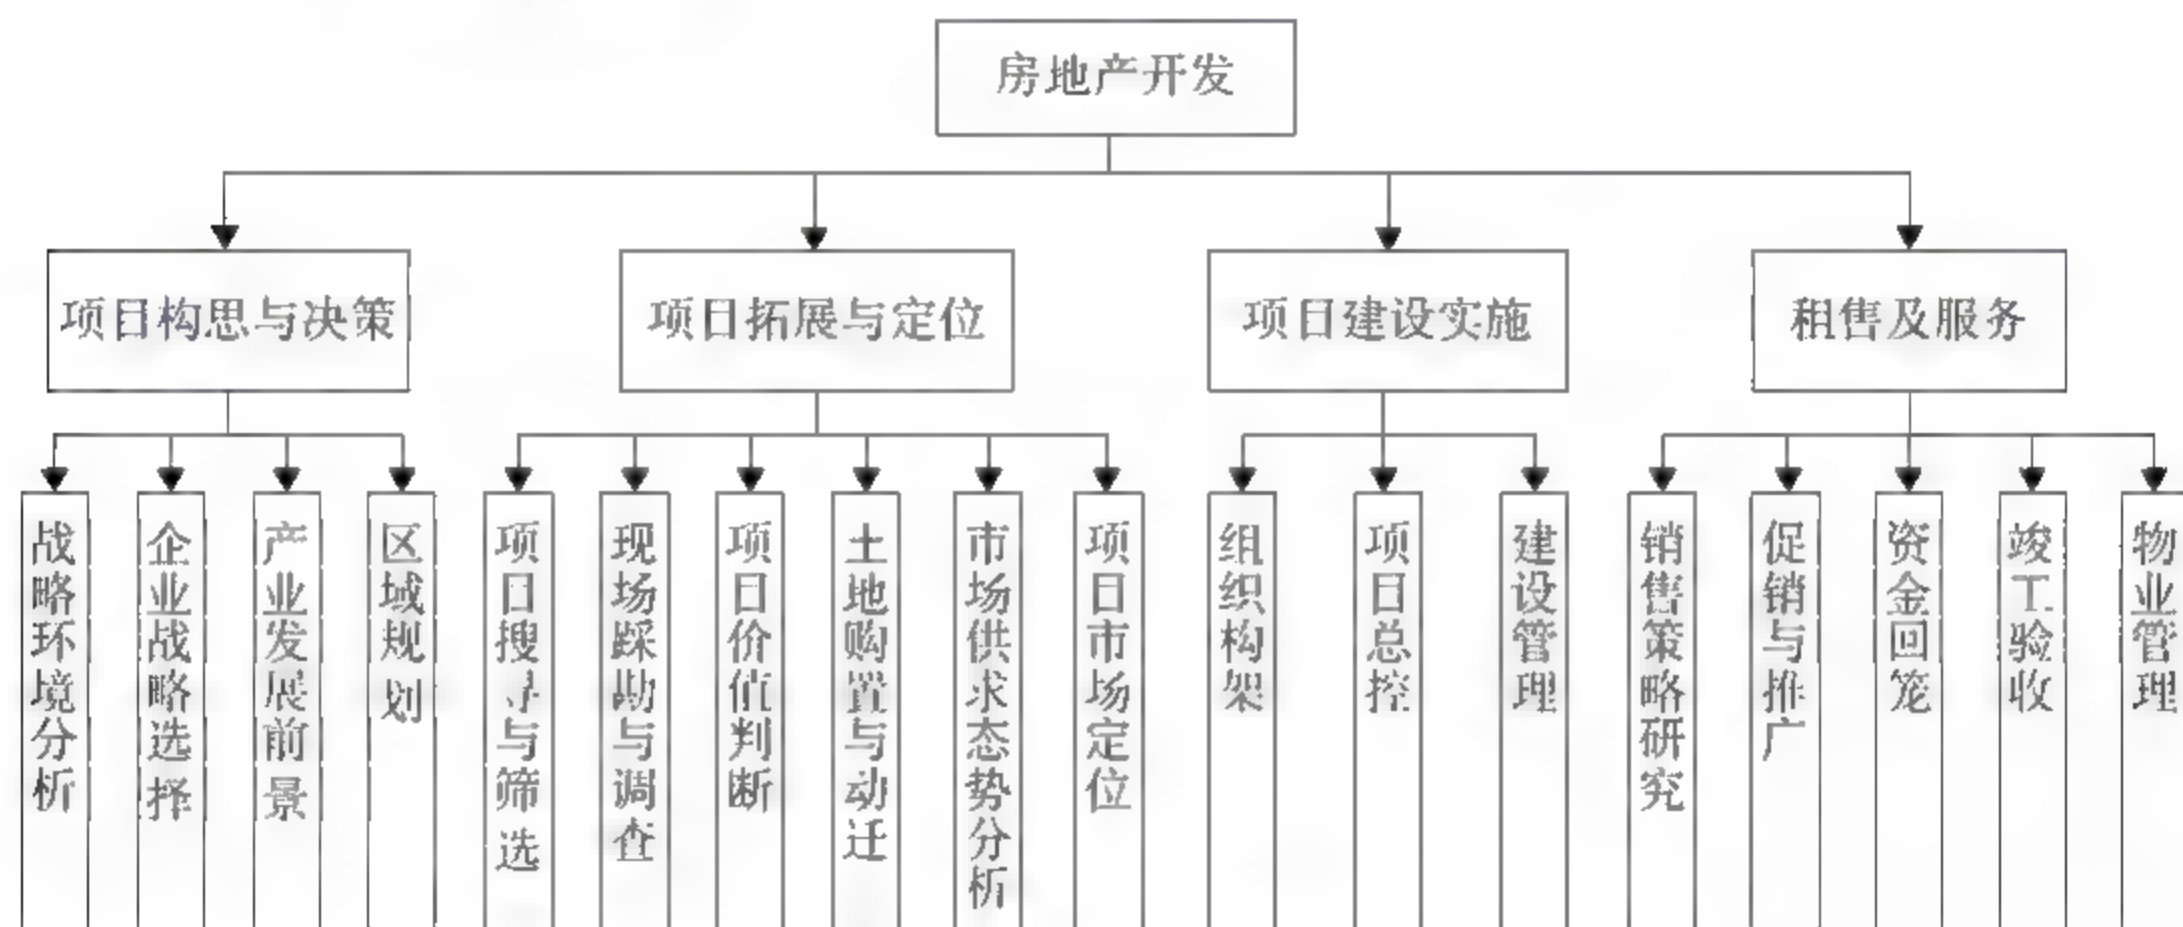 房地产开发
项目构思与决策
项目拓展与定位
项目建设实施
租售及服务
战略环境分析
企业战略选择
产业发展前景
区域规划
项目搜寻与筛选
现场踩勘与调查
项目价值判断
土地购置与动迁
市场供求态势分析
项目市场定位
组织构架
项目总控
建设管理
销售策略研究
促销与推广
资金回笼
竣工验收
物业管理